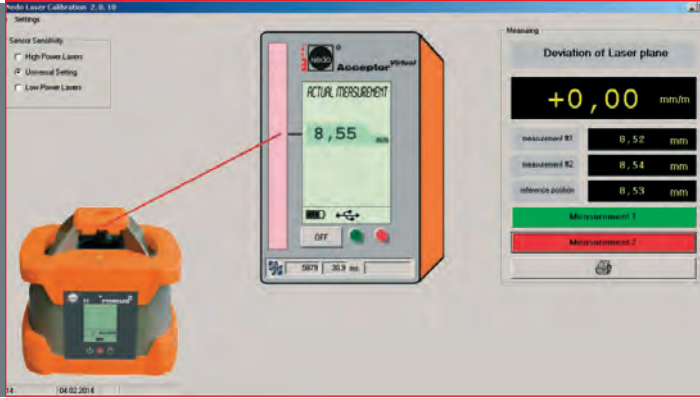 Nedo Laser Calibration 2.0.10
Settings
Sensor Sensitivity
High Power Lasers
Universal Setting
Low Power Lasers
nedo
Acceptor Virtual
ACTUAL MEASUREMENT
8,55 mm
OFF
5879 30.9 ms
PRIMUS
04.02.2014
Measuring
Deviation of Laser plane
+0,00 mm/m
measurement #1 8,52 mm
measurement #2 8,54 mm
reference position 8,53 mm
Measurement 1
Measurement 2